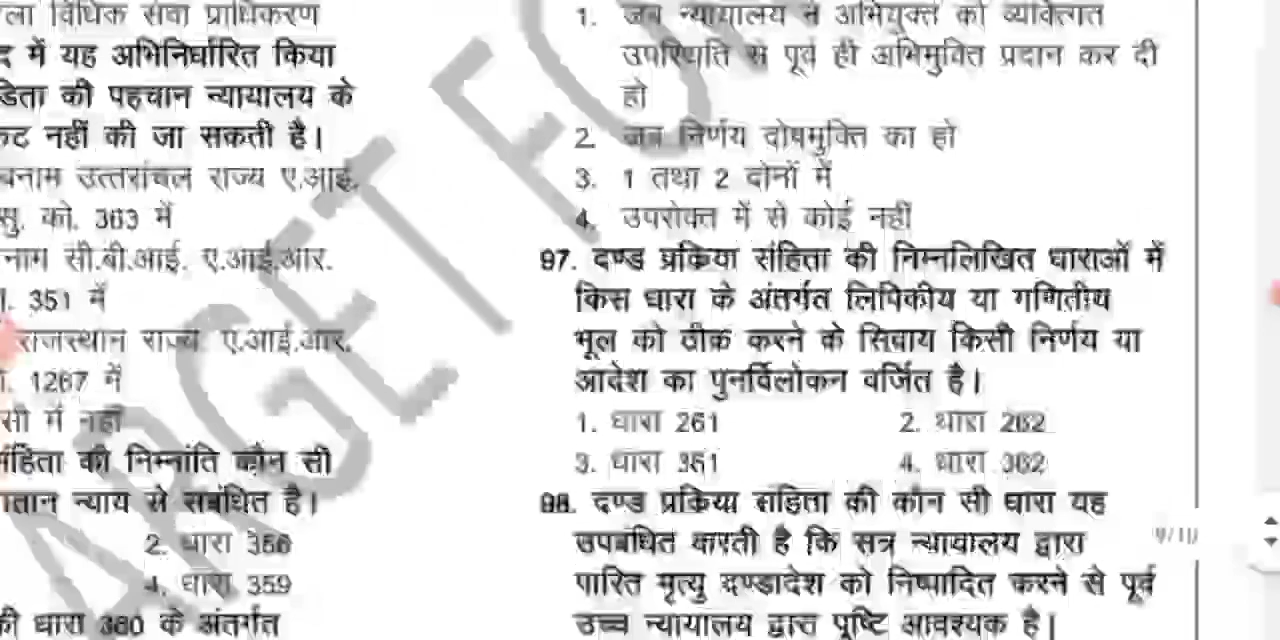 ला विधिक सेवा प्राधिकरण
द में यह अभिनिर्धारित किया
डिता की पहचान न्यायालय के
कट नहीं की जा सकती है।
बनाम उत्तरांचल राज्य ए.आई.
सु. को. 363 में
नाम सी.बी.आई. ए.आई.आर.
351 में
राजस्थान राज्य ए.आई.आर.
1267 में
सी में नहीं
संहिता की निम्नांति कौन सी
न्याय से सबंधित है।
2. धारा 356
4. धारा 359
की धारा 360 के अंतर्गत
1. जब न्यायालय ने अभियुक्त को व्यक्तिगत
उपस्थिति से पूर्व ही अभिमुक्ति प्रदान कर दी
हो
2. जब निर्णय दोषमुक्ति का हो
3. 1 तथा 2 दोनों में
4. उपरोक्त में से कोई नहीं
97. दण्ड प्रक्रिया संहिता की निम्नलिखित धाराओं में
किस धारा के अंतर्गत लिपिकीय या गणितीय
भूल को ठीक करने के सिवाय किसी निर्णय या
आदेश का पुनर्विलोकन वर्जित है।
1. धारा 261
2. धारा 262
3. धारा 361
4. धारा 362
98. दण्ड प्रक्रिया संहिता की कौन सी धारा यह
उपबंधित करती है कि सत्र न्यायालय द्वारा
पारित मृत्यु दण्डादेश को निष्पादित करने से पूर्व
उच्च न्यायालय द्वारा पुष्टि आवश्यक है।
9/10